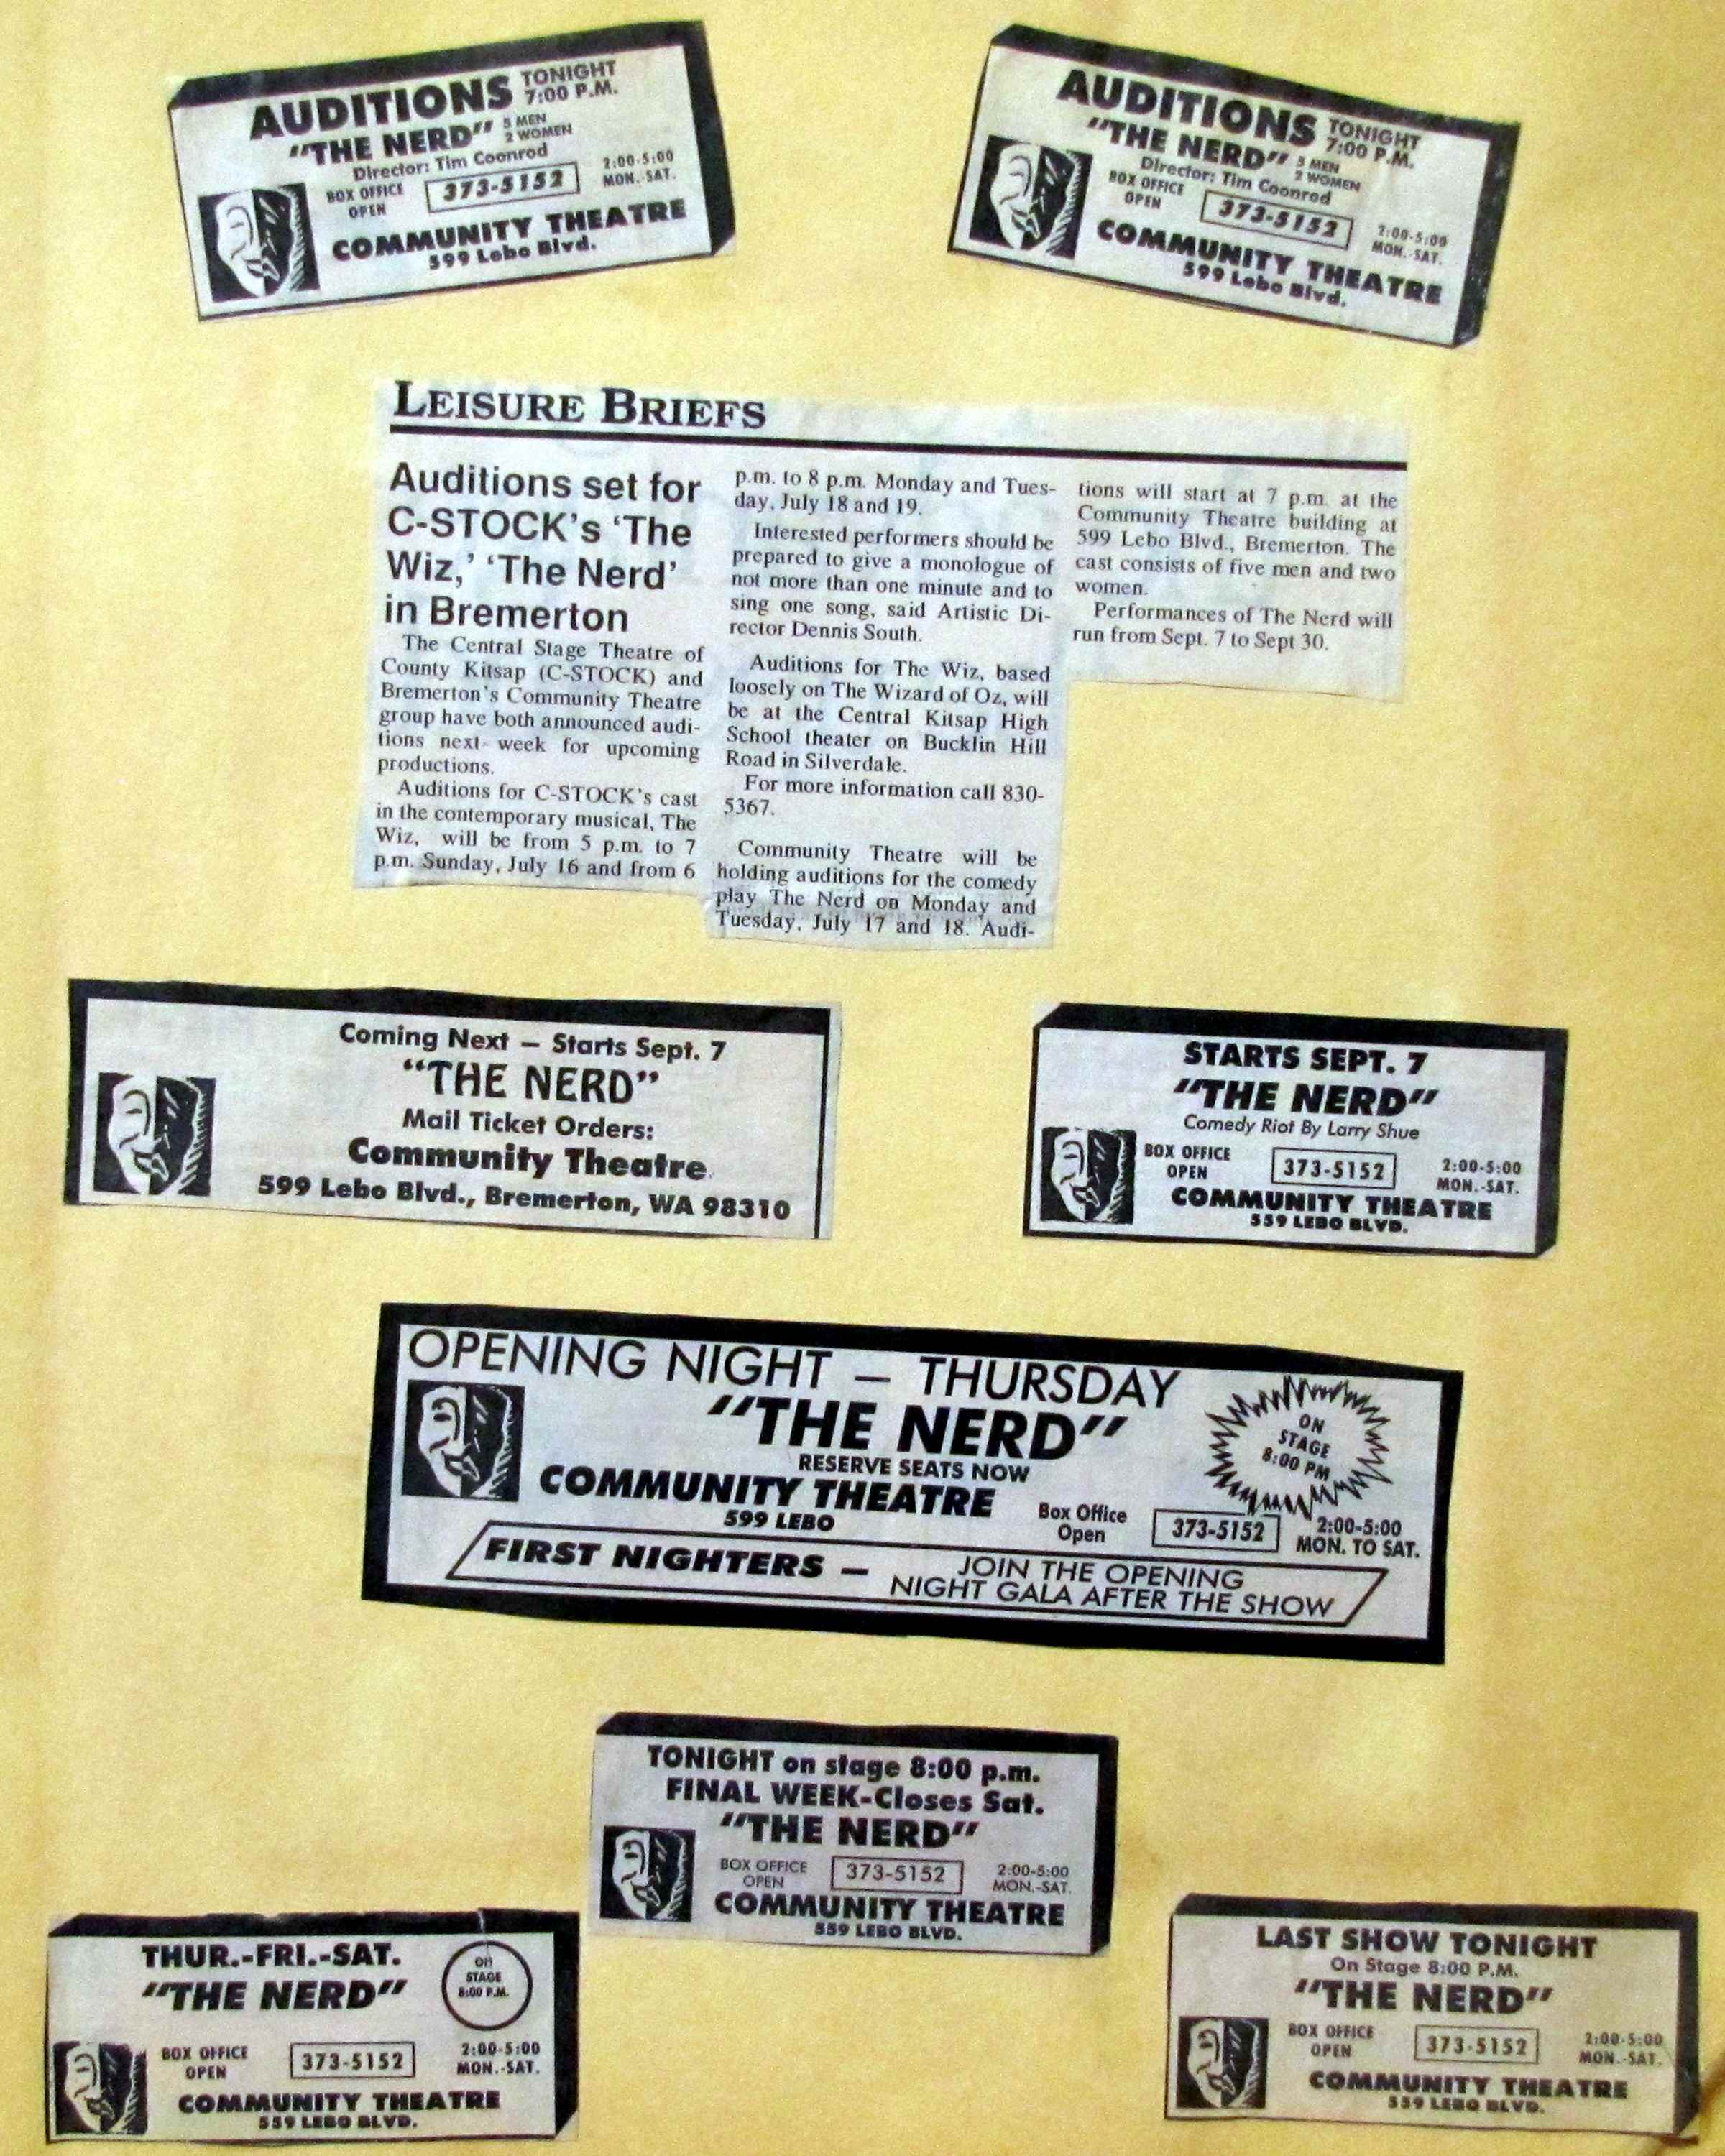 AUDITIONS TONIGHT 7:00 P.M.
"THE NERD" 5 MEN 2 WOMEN
Director: Tim Coonrod
BOX OFFICE OPEN 373-5152 2:00-5:00 MON.-SAT.
COMMUNITY THEATRE
599 Lebo Blvd.
AUDITIONS TONIGHT 7:00 P.M.
"THE NERD" 5 MEN 2 WOMEN
Director: Tim Coonrod
BOX OFFICE OPEN 373-5152 2:00-5:00 MON.-SAT.
COMMUNITY THEATRE
599 Lebo Blvd.
LEISURE BRIEFS
Auditions set for
C-STOCK's 'The
Wiz,' 'The Nerd'
in Bremerton
The Central Stage Theatre of
County Kitsap (C-STOCK) and
Bremerton's Community Theatre
group have both announced audi-
tions next week for upcoming
productions.
Auditions for C-STOCK's cast
in the contemporary musical, The
Wiz, will be from 5 p.m. to 7
p.m. Sunday, July 16 and from 6
p.m. to 8 p.m. Monday and Tues-
day, July 18 and 19.
Interested performers should be
prepared to give a monologue of
not more than one minute and to
sing one song, said Artistic Di-
rector Dennis South.
Auditions for The Wiz, based
loosely on The Wizard of Oz, will
be at the Central Kitsap High
School theater on Bucklin Hill
Road in Silverdale.
For more information call 830-
5367.
Community Theatre will be
holding auditions for the comedy
play The Nerd on Monday and
Tuesday, July 17 and 18. Audi-
tions will start at 7 p.m. at the
Community Theatre building at
599 Lebo Blvd., Bremerton. The
cast consists of five men and two
women.
Performances of The Nerd will
run from Sept. 7 to Sept 30.
Coming Next — Starts Sept. 7
"THE NERD"
Mail Ticket Orders:
Community Theatre
599 Lebo Blvd., Bremerton, WA 98310
STARTS SEPT. 7
"THE NERD"
Comedy Riot By Larry Shue
BOX OFFICE OPEN 373-5152 2:00-5:00 MON.-SAT.
COMMUNITY THEATRE
559 LEBO BLVD.
OPENING NIGHT — THURSDAY
"THE NERD"
ON STAGE 8:00 PM
RESERVE SEATS NOW
COMMUNITY THEATRE
599 LEBO
Box Office Open 373-5152 2:00-5:00 MON. TO SAT.
FIRST NIGHTERS — JOIN THE OPENING
NIGHT GALA AFTER THE SHOW
TONIGHT on stage 8:00 p.m.
FINAL WEEK-Closes Sat.
"THE NERD"
BOX OFFICE OPEN 373-5152 2:00-5:00 MON.-SAT.
COMMUNITY THEATRE
559 LEBO BLVD.
THUR.-FRI.-SAT.
"THE NERD"
On STAGE 8:00 P.M.
BOX OFFICE OPEN 373-5152 2:00-5:00 MON.-SAT.
COMMUNITY THEATRE
559 LEBO BLVD.
LAST SHOW TONIGHT
On Stage 8:00 P.M.
"THE NERD"
BOX OFFICE OPEN 373-5152 2:00-5:00 MON.-SAT.
COMMUNITY THEATRE
559 LEBO BLVD.